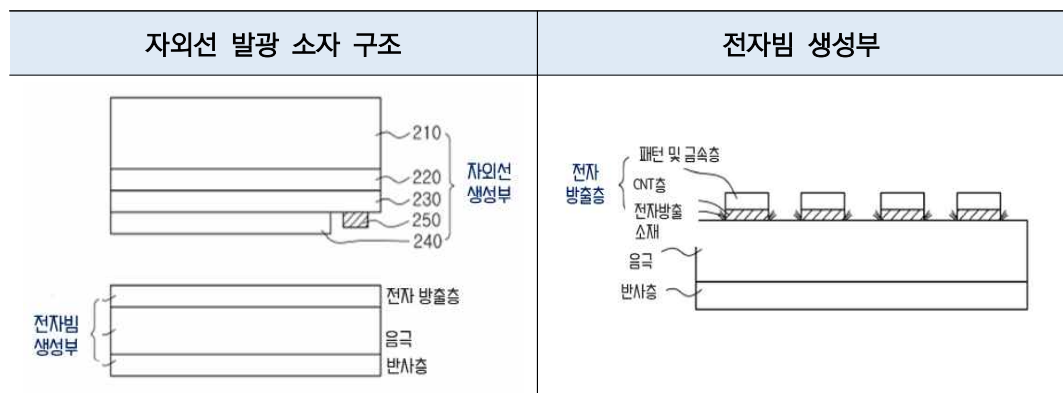 자외선 발광 소자 구조
전자빔 생성부
210
220
230
250
240
자외선
생성부
전자 방출층
전자빔
생성부
음극
반사층
패턴 및 금속층
전자
방출층
CNT층
전자방출
소재
음극
반사층